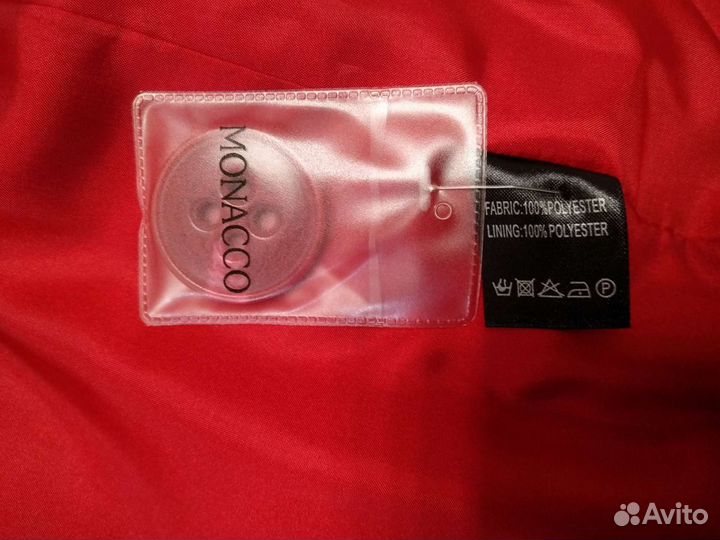 MONACCO
FABRIC:100%POLYESTER
LINING:100% POLYESTER
P
Avito